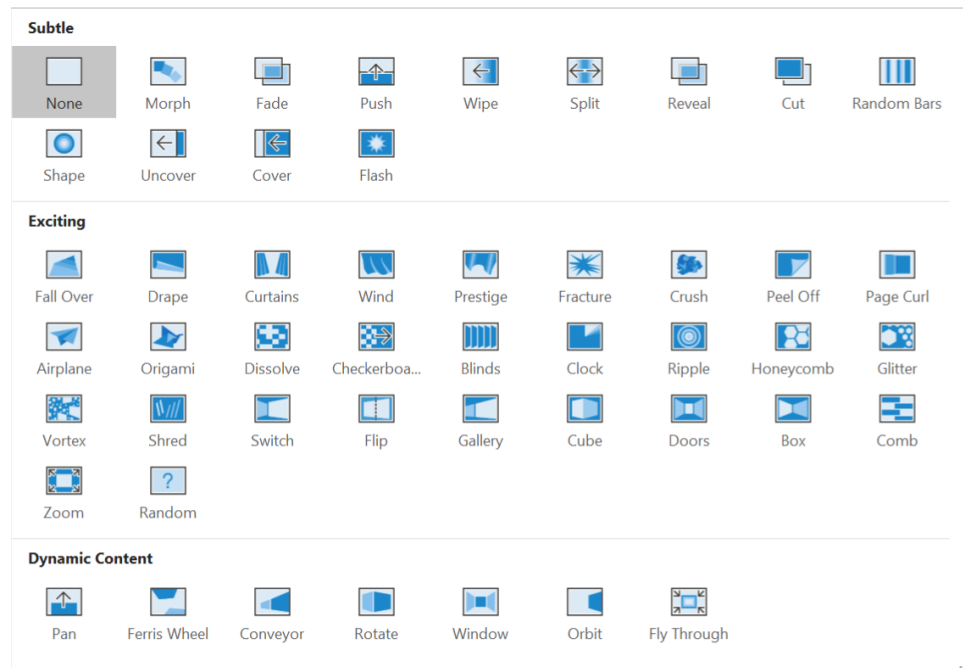 Subtle
None Morph Fade Push Wipe Split Reveal Cut Random Bars
Shape Uncover Cover Flash
Exciting
Fall Over Drape Curtains Wind Prestige Fracture Crush Peel Off Page Curl
Airplane Origami Dissolve Checkerboa... Blinds Clock Ripple Honeycomb Glitter
Vortex Shred Switch Flip Gallery Cube Doors Box Comb
?
Zoom Random
Dynamic Content
Pan Ferris Wheel Conveyor Rotate Window Orbit Fly Through